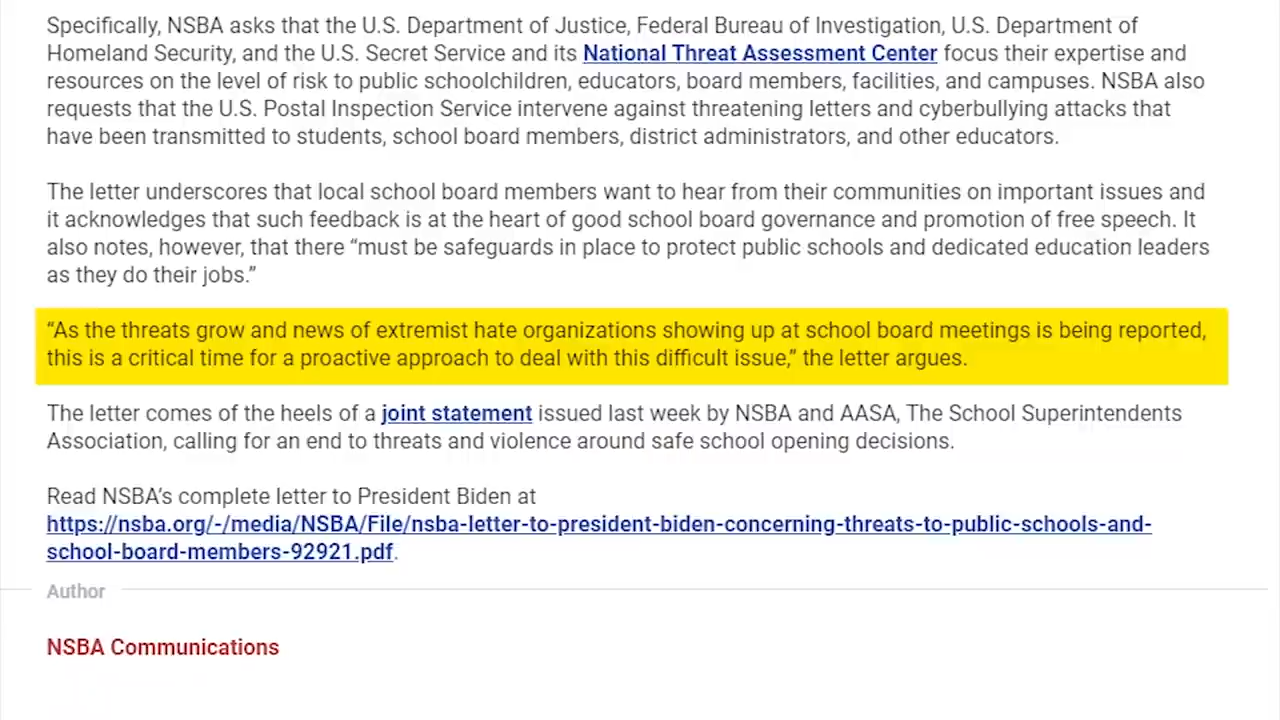 Specifically, NSBA asks that the U.S. Department of Justice, Federal Bureau of Investigation, U.S. Department of
Homeland Security, and the U.S. Secret Service and its National Threat Assessment Center focus their expertise and
resources on the level of risk to public schoolchildren, educators, board members, facilities, and campuses. NSBA also
requests that the U.S. Postal Inspection Service intervene against threatening letters and cyberbullying attacks that
have been transmitted to students, school board members, district administrators, and other educators.
The letter underscores that local school board members want to hear from their communities on important issues and
it acknowledges that such feedback is at the heart of good school board governance and promotion of free speech. It
also notes, however, that there “must be safeguards in place to protect public schools and dedicated education leaders
as they do their jobs.”
“As the threats grow and news of extremist hate organizations showing up at school board meetings is being reported,
this is a critical time for a proactive approach to deal with this difficult issue,” the letter argues.
The letter comes of the heels of a joint statement issued last week by NSBA and AASA, The School Superintendents
Association, calling for an end to threats and violence around safe school opening decisions.
Read NSBA’s complete letter to President Biden at
https://nsba.org/-/media/NSBA/File/nsba-letter-to-president-biden-concerning-threats-to-public-schools-and-
school-board-members-92921.pdf.
Author
NSBA Communications